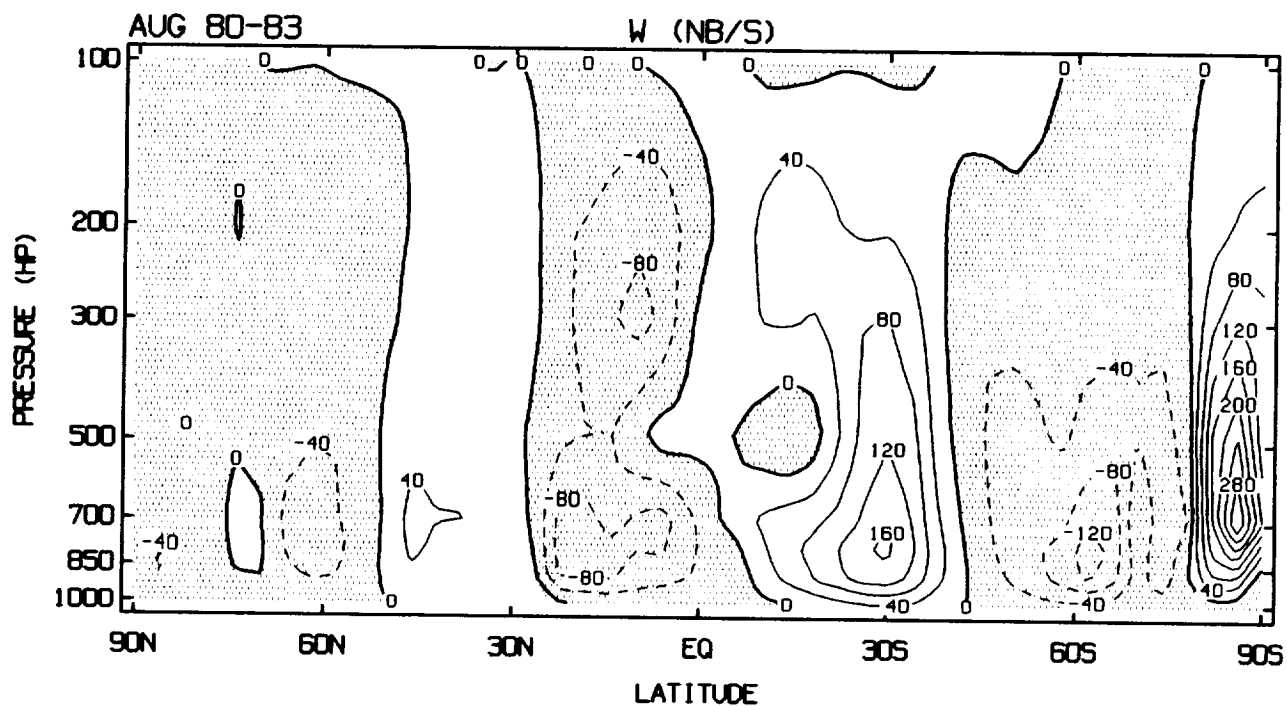 AUG 80-83 W (NB/S)
100 0 0 0 0 0 0 0 0
-40 40
0
200
-80 80
300 80 120
0 -40 160
200
500 0 -40 120
0 40 -80 280
-80
700 -40 160 -120
850 -80
1000 0 0 40 0 -40 40
90N 60N 30N EQ 30S 60S 90S
PRESSURE (HP)
LATITUDE